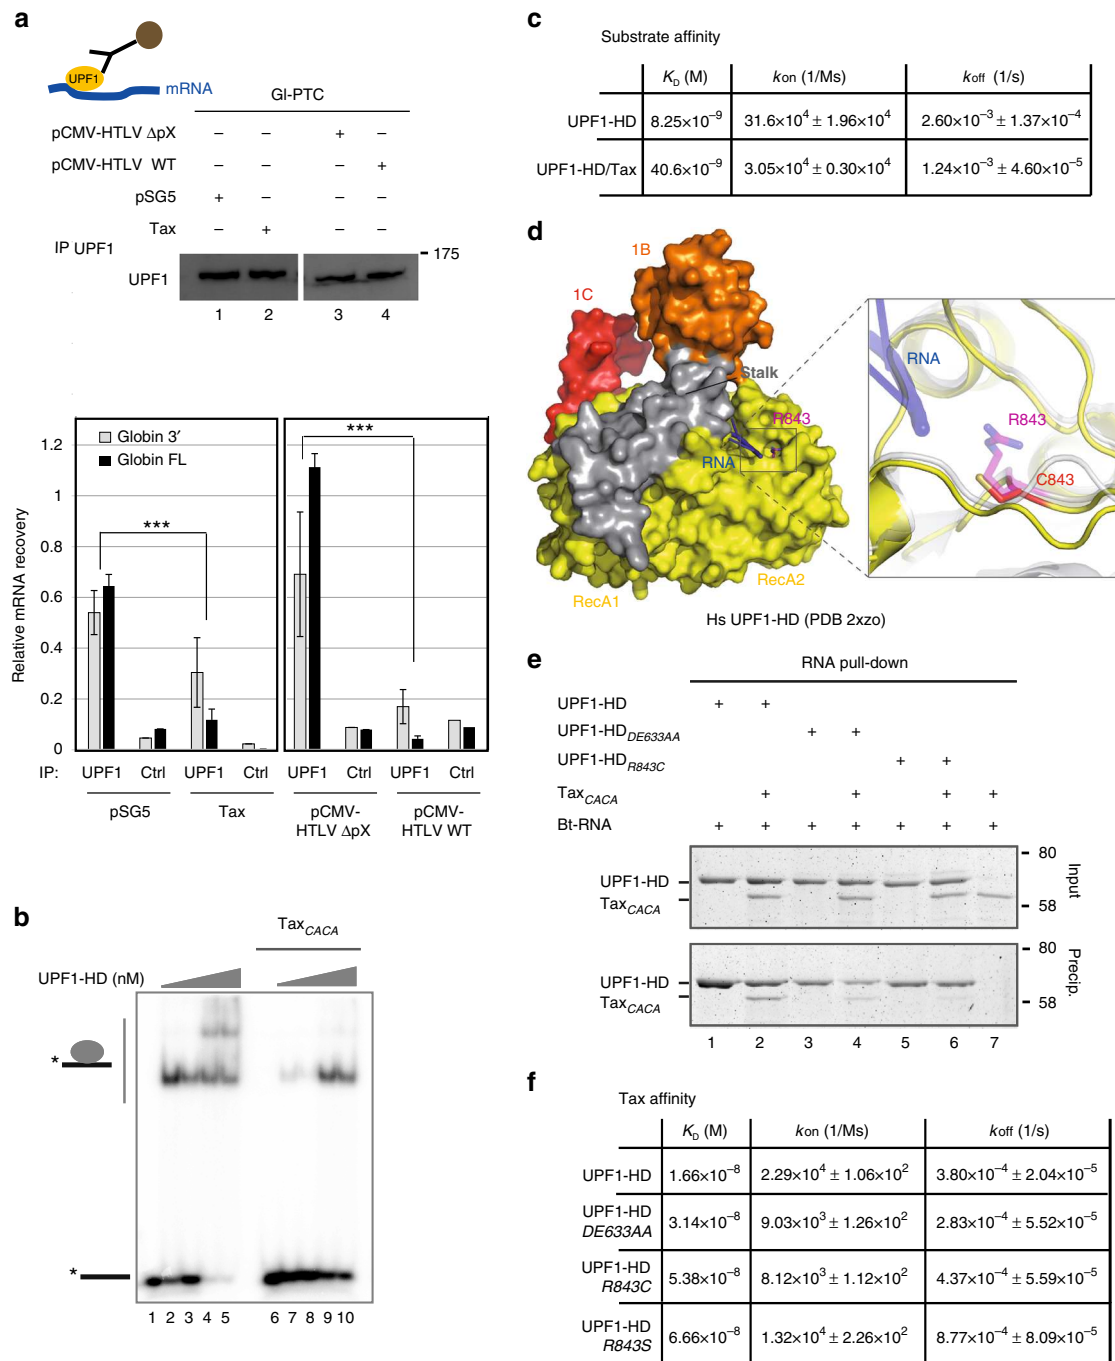 a
UPF1
mRNA
GI-PTC
pCMV-HTLV ΔpX – – + –
pCMV-HTLV WT – – – +
pSG5 + – – –
Tax – + – –
IP UPF1
175
UPF1
1 2 3 4
Globin 3′
Globin FL
***
***
Relative mRNA recovery
1.2
1
0.8
0.6
0.4
0.2
0
IP: UPF1 Ctrl UPF1 Ctrl UPF1 Ctrl UPF1 Ctrl
pSG5 Tax pCMV-HTLV ΔpX pCMV-HTLV WT
b
Tax_CACA
UPF1-HD (nM)
*
*
1 2 3 4 5 6 7 8 9 10
c
Substrate affinity
K_D (M) kon (1/Ms) koff (1/s)
UPF1-HD 8.25×10⁻⁹ 31.6×10⁴ ± 1.96×10⁴ 2.60×10⁻³ ± 1.37×10⁻⁴
UPF1-HD/Tax 40.6×10⁻⁹ 3.05×10⁴ ± 0.30×10⁴ 1.24×10⁻³ ± 4.60×10⁻⁵
d
1B
1C
Stalk
R843
RNA
RecA2
RecA1
RNA
R843
C843
Hs UPF1-HD (PDB 2xzo)
e
RNA pull-down
UPF1-HD + +
UPF1-HD_DE633AA + +
UPF1-HD_R843C + +
Tax_CACA + + + +
Bt-RNA + + + + + + +
80
UPF1-HD
Tax_CACA
58
Input
80
UPF1-HD
Tax_CACA
58
Precip.
1 2 3 4 5 6 7
f
Tax affinity
K_D (M) kon (1/Ms) koff (1/s)
UPF1-HD 1.66×10⁻⁸ 2.29×10⁴ ± 1.06×10² 3.80×10⁻⁴ ± 2.04×10⁻⁵
UPF1-HD DE633AA 3.14×10⁻⁸ 9.03×10³ ± 1.26×10² 2.83×10⁻⁴ ± 5.52×10⁻⁵
UPF1-HD R843C 5.38×10⁻⁸ 8.12×10³ ± 1.12×10² 4.37×10⁻⁴ ± 5.59×10⁻⁵
UPF1-HD R843S 6.66×10⁻⁸ 1.32×10⁴ ± 2.26×10² 8.77×10⁻⁴ ± 8.09×10⁻⁵